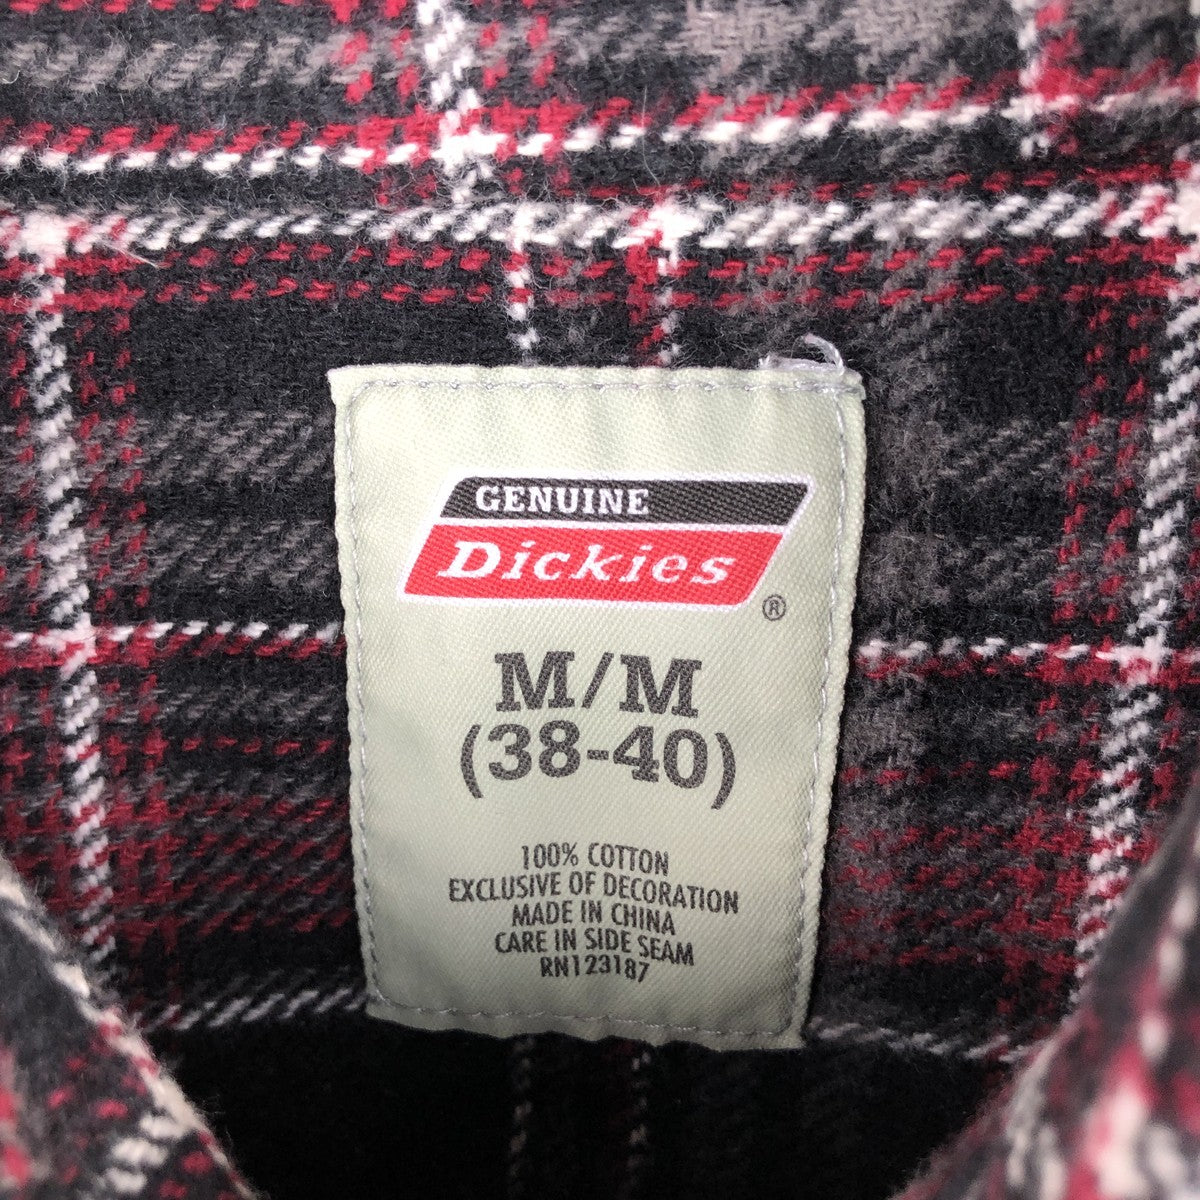 GENUINE
Dickies
®
M/M
(38-40)
100% COTTON
EXCLUSIVE OF DECORATION
MADE IN CHINA
CARE IN SIDE SEAM
RN123187